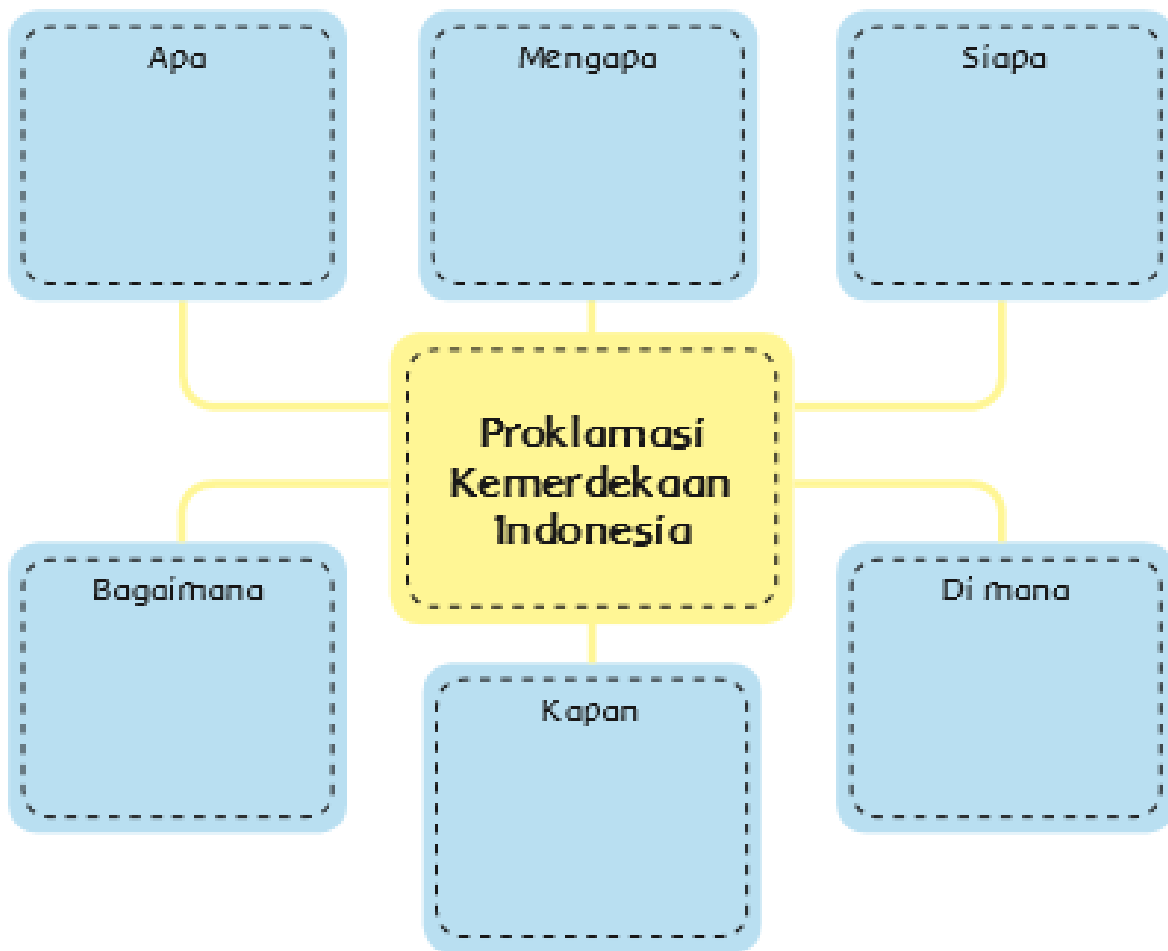 Apa
Mengapa
Siapa
Proklamasi
Kemerdekaan
Indonesia
Bagaimana
Di mana
Kapan